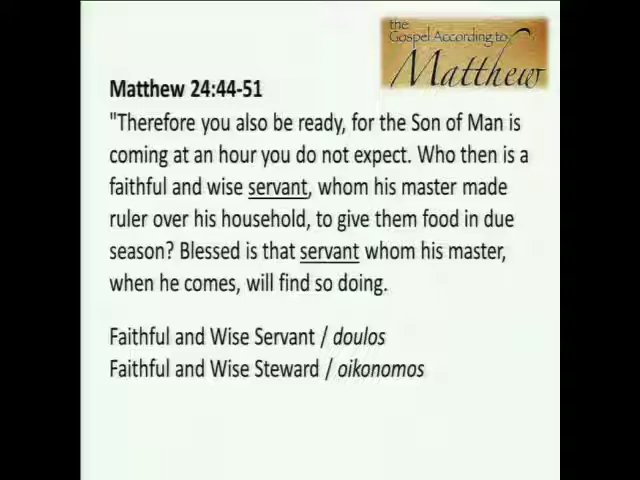 the
Gospel According to
Matthew
Matthew 24:44-51
"Therefore you also be ready, for the Son of Man is
coming at an hour you do not expect. Who then is a
faithful and wise servant, whom his master made
ruler over his household, to give them food in due
season? Blessed is that servant whom his master,
when he comes, will find so doing.
Faithful and Wise Servant / doulos
Faithful and Wise Steward / oikonomos